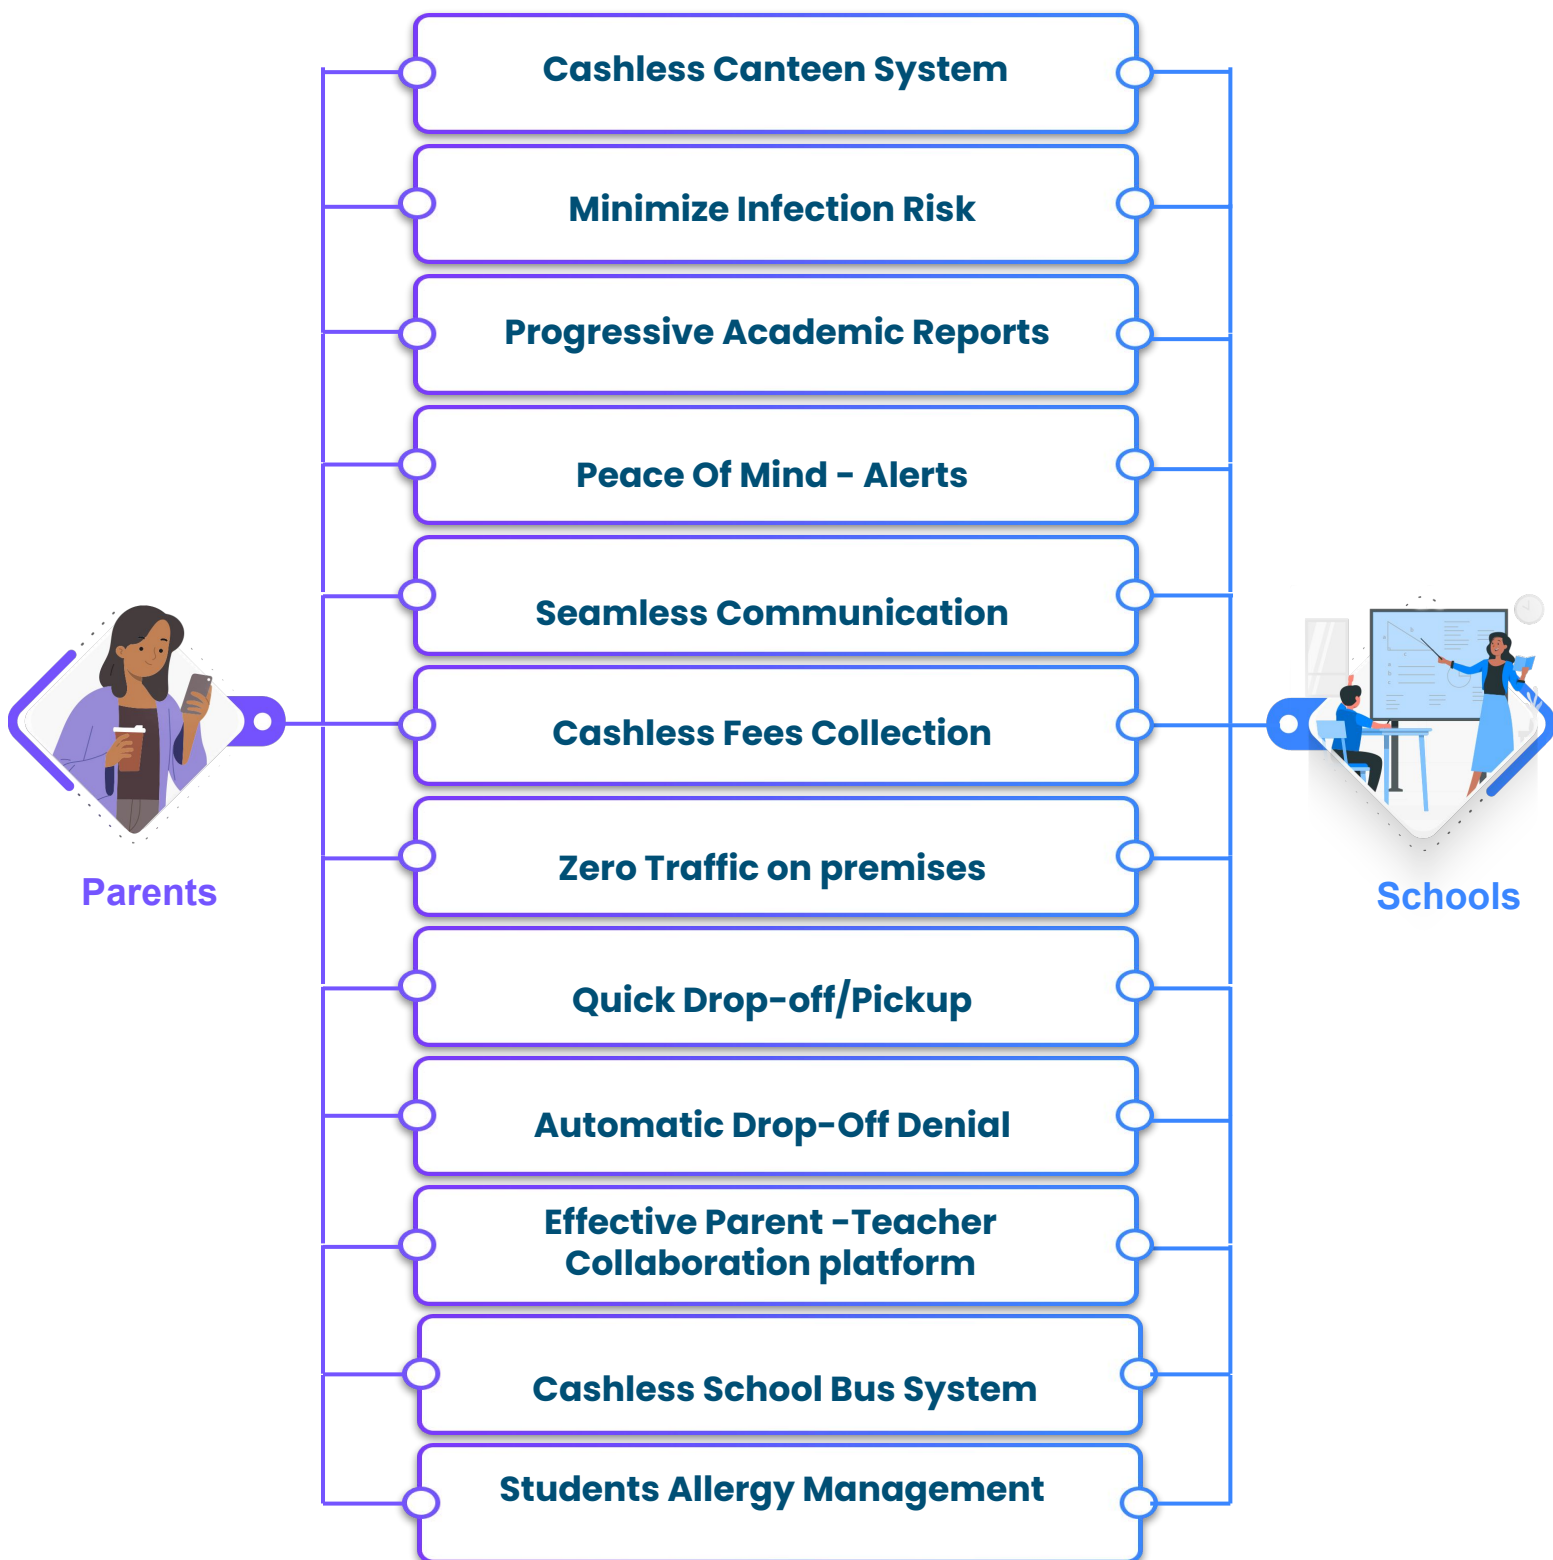 Cashless Canteen System
Minimize Infection Risk
Progressive Academic Reports
Peace Of Mind - Alerts
Seamless Communication
Cashless Fees Collection
Zero Traffic on premises
Quick Drop-off/Pickup
Automatic Drop-Off Denial
Effective Parent -Teacher
Collaboration platform
Cashless School Bus System
Students Allergy Management
Parents
Schools